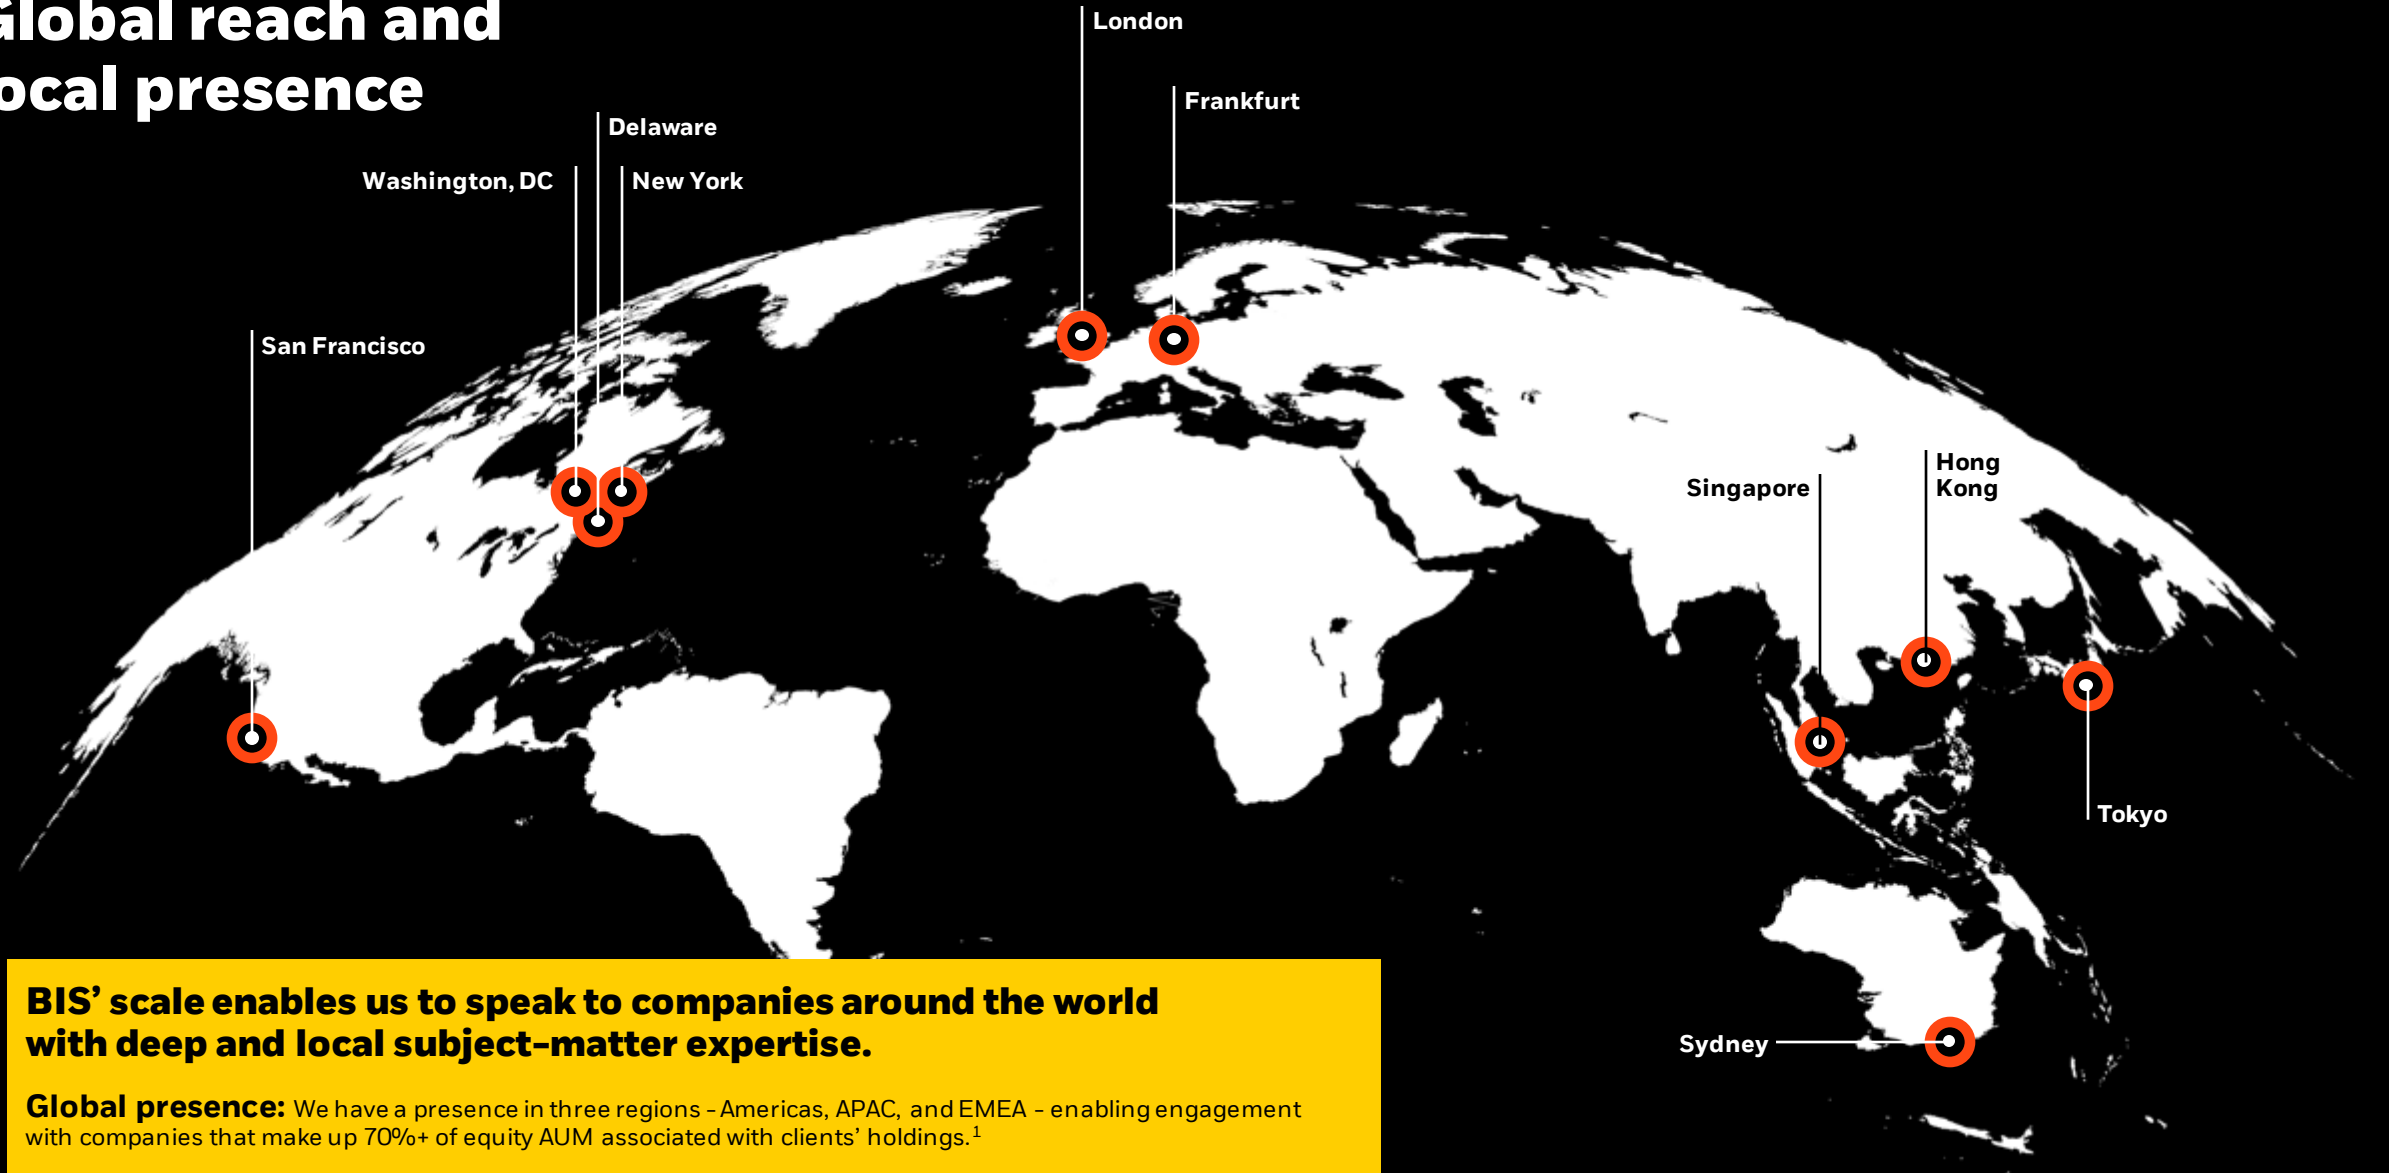 Global reach and
local presence
London
Frankfurt
Delaware
Washington, DC
New York
San Francisco
Hong
Kong
Singapore
Tokyo
Sydney
BIS’ scale enables us to speak to companies around the world
with deep and local subject-matter expertise.
Global presence: We have a presence in three regions - Americas, APAC, and EMEA - enabling engagement
with companies that make up 70%+ of equity AUM associated with clients’ holdings.1